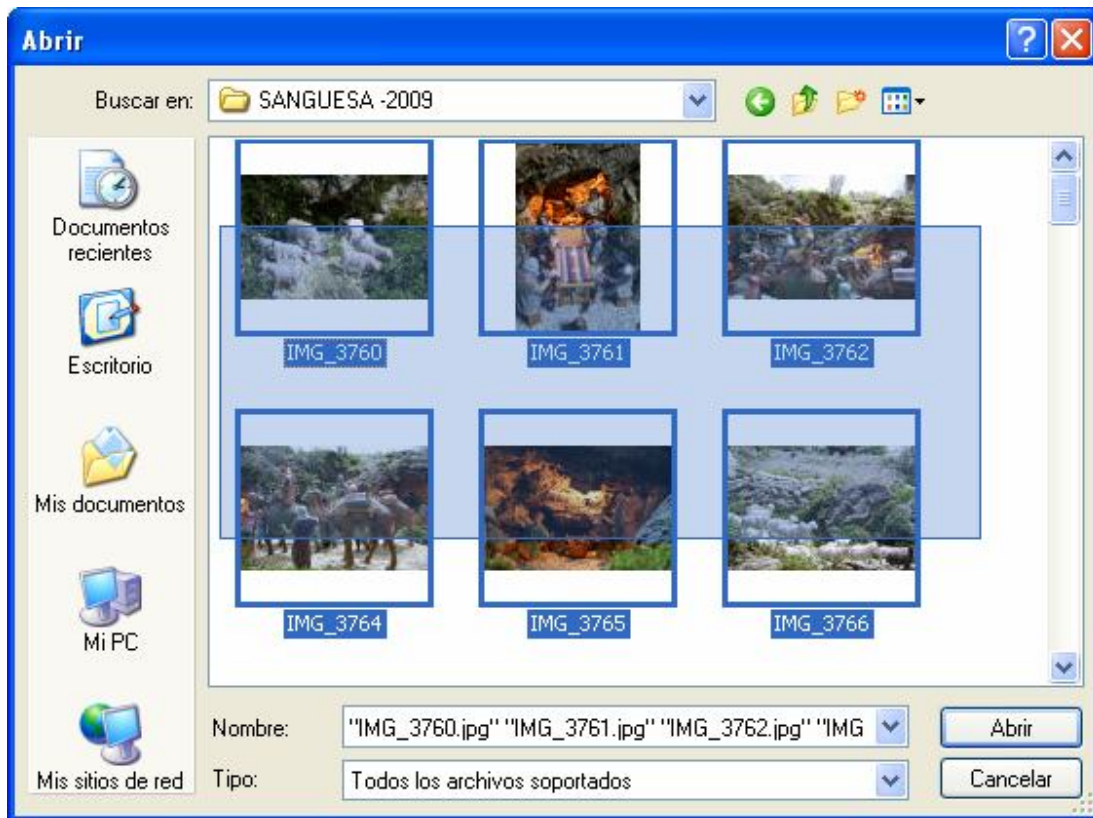 Abrir
Buscar en:
SANGUESA -2009
Documentos
recientes
Escritorio
Mis documentos
Mi PC
Mis sitios de red
IMG_3760
IMG_3761
IMG_3762
IMG_3764
IMG_3765
IMG_3766
Nombre:
"IMG_3760.jpg" "IMG_3761.jpg" "IMG_3762.jpg" "IMG
Abrir
Tipo:
Todos los archivos soportados
Cancelar